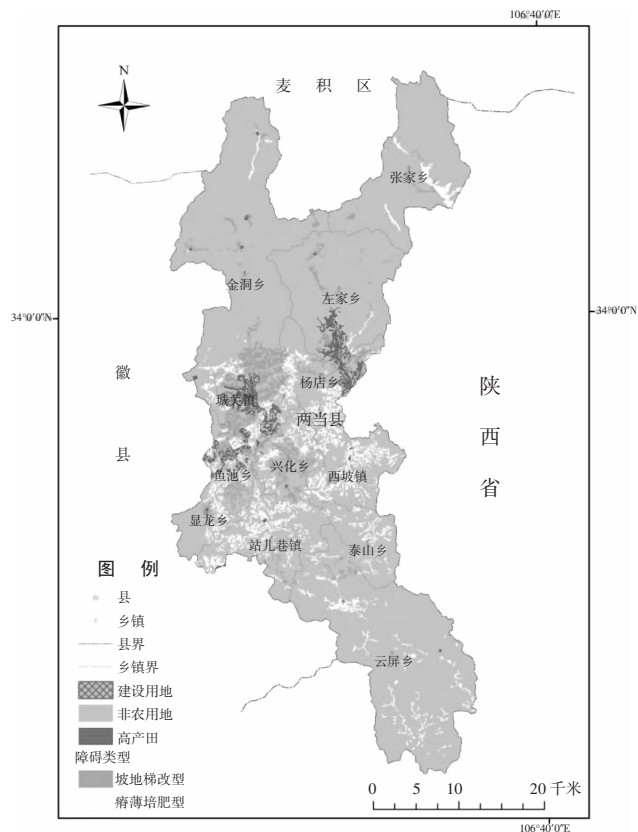 106°40′0″E
N
麦 积 区
张家乡
金洞乡
左家乡
34°0′0″N
34°0′0″N
徽
县
陕
西
省
杨店乡
城关镇
两当县
兴化乡
鱼池乡
西坡镇
显龙乡
站儿巷镇
泰山乡
云屏乡
图 例
县
乡镇
县界
乡镇界
建设用地
非农用地
高产田
障碍类型
坡地梯改型
瘠薄培肥型
0 5 10 20 千米
106°40′0″E